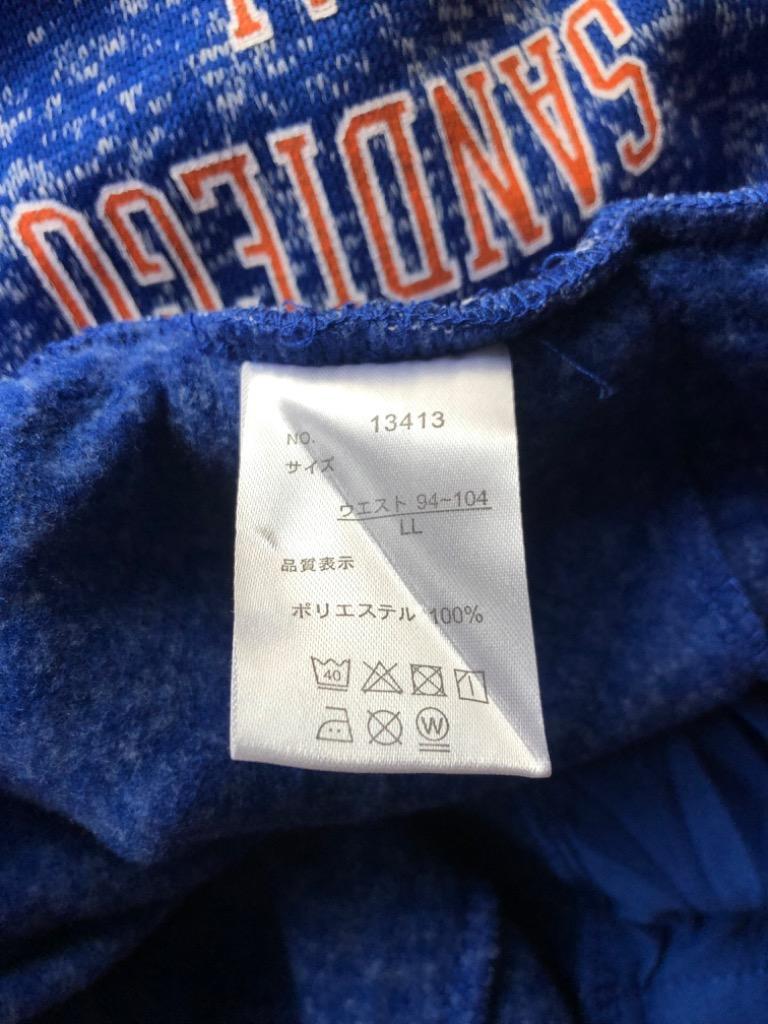 SANDIEGO
NO. 13413
サイズ
ウエスト 94~104
LL
品質表示
ポリエステル 100%
40
W